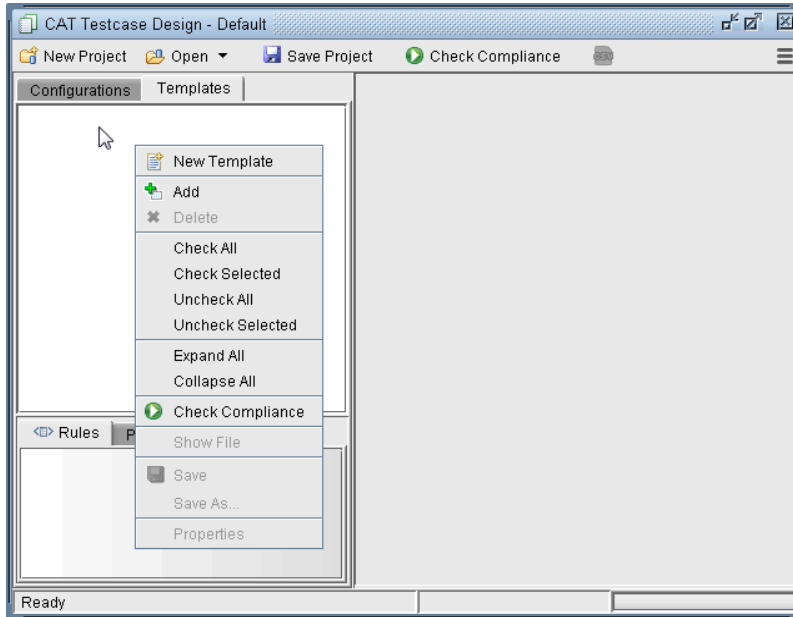 CAT Testcase Design - Default
New Project Open Save Project Check Compliance
Configurations Templates
New Template
Add
Delete
Check All
Check Selected
Uncheck All
Uncheck Selected
Expand All
Collapse All
Check Compliance
Rules P
Show File
Save
Save As...
Properties
Ready